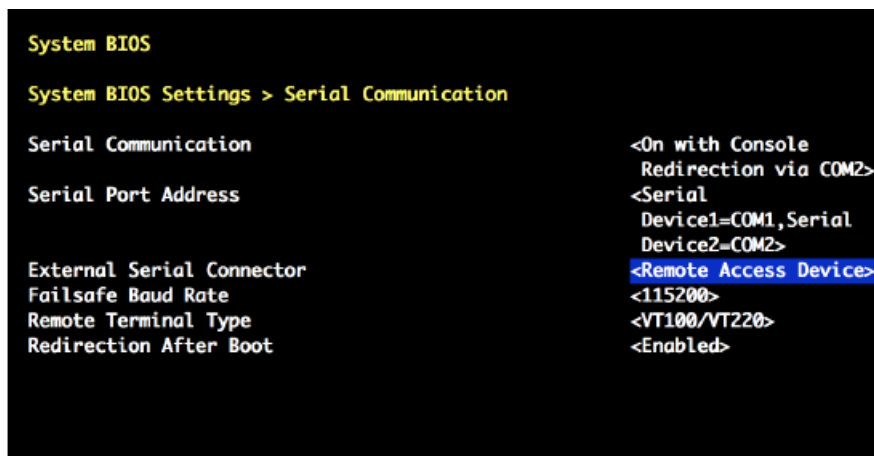 System BIOS
System BIOS Settings > Serial Communication
Serial Communication <On with Console
Redirection via COM2>
Serial Port Address <Serial
Device1=COM1,Serial
Device2=COM2>
External Serial Connector <Remote Access Device>
Failsafe Baud Rate <115200>
Remote Terminal Type <VT100/VT220>
Redirection After Boot <Enabled>